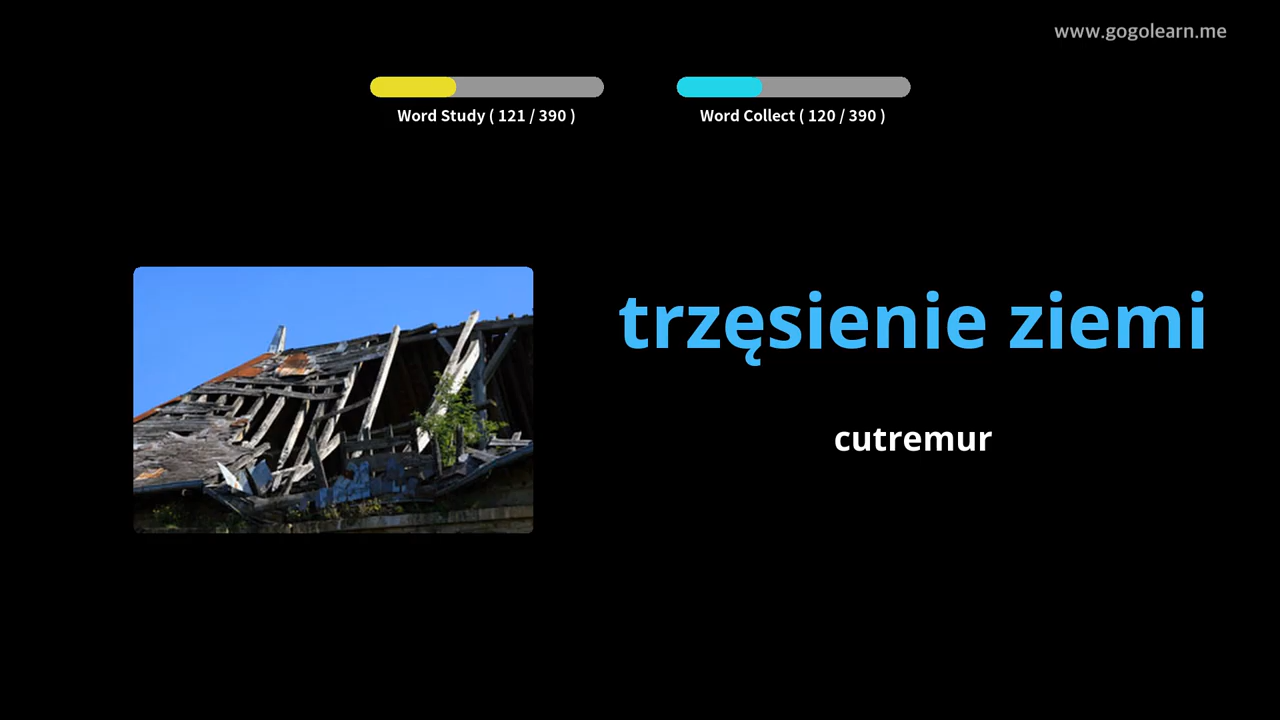 www.gogolearn.me
Word Study ( 121 / 390 )
Word Collect ( 120 / 390 )
trzęsienie ziemi
cutremur